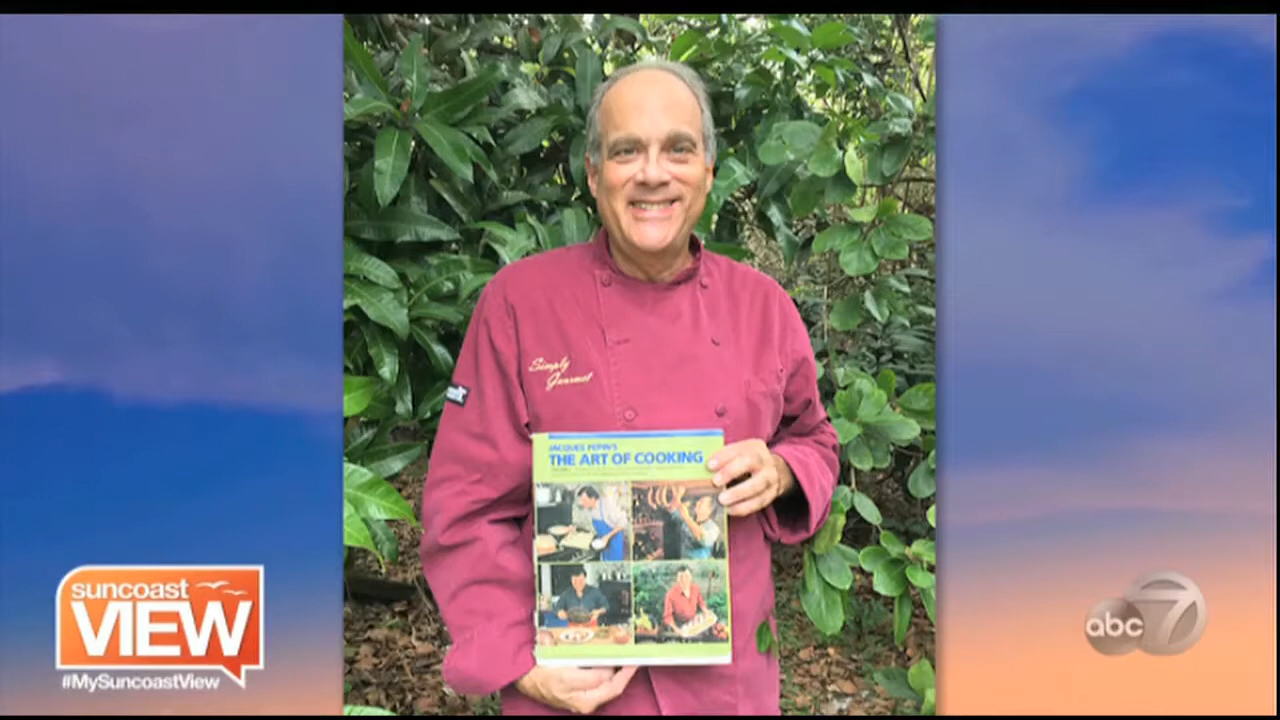 Simply
Gourmet
JACQUES PEPIN'S
THE ART OF COOKING
suncoast
VIEW
#MySuncoastView
abc 7